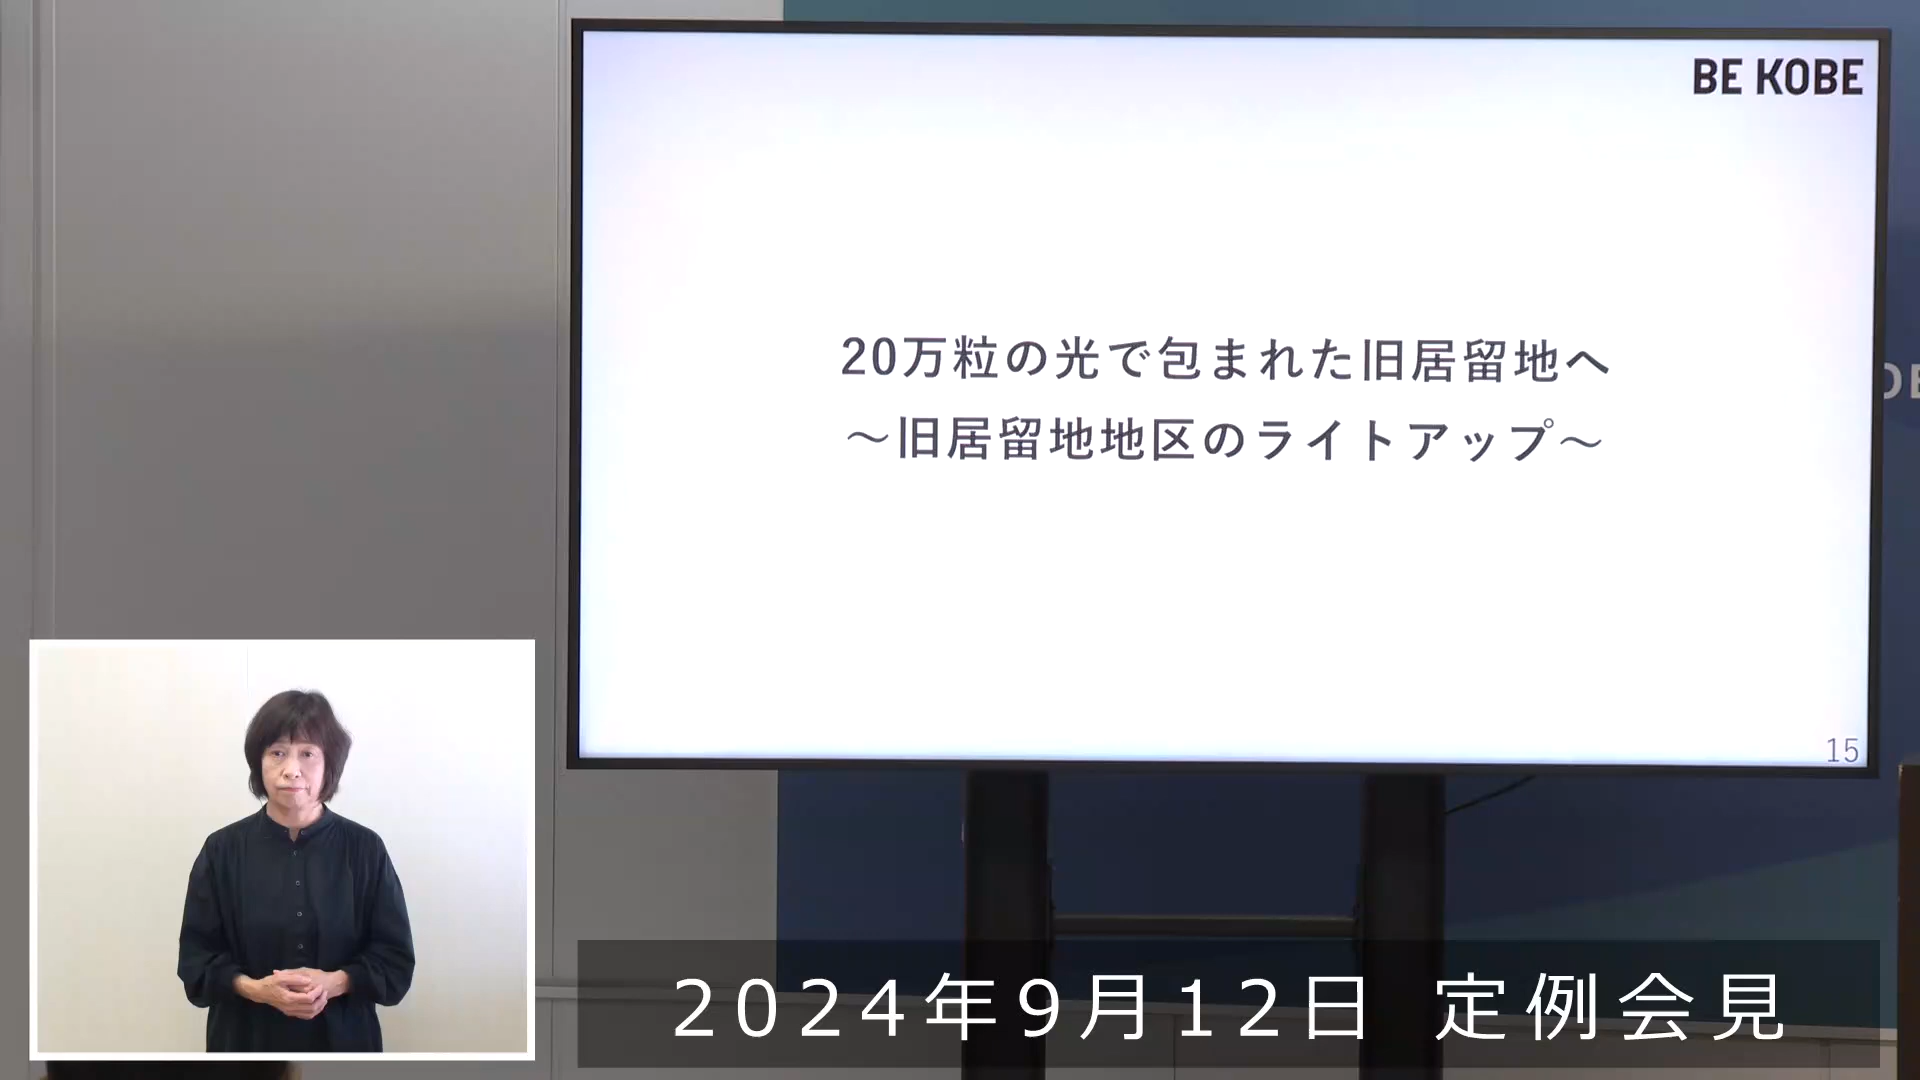 BE KOBE
20万粒の光で包まれた旧居留地へ
～旧居留地地区のライトアップ～
15
2024年9月12日 定例会見